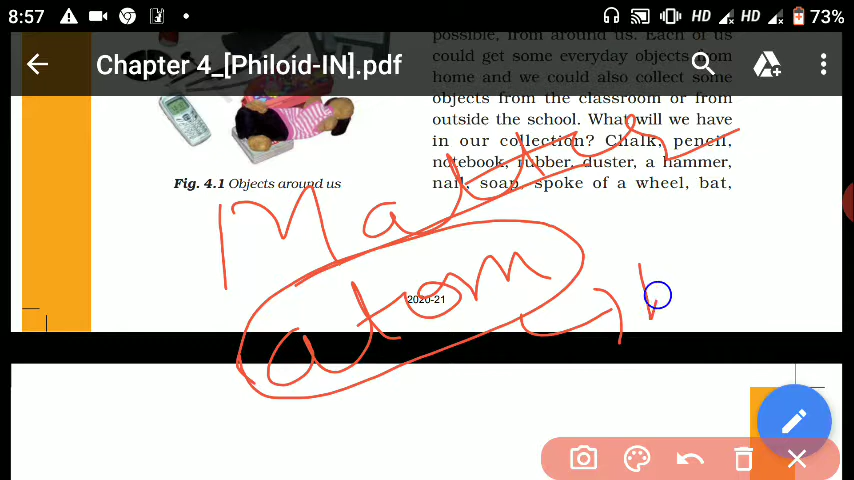 8:57 HD HD 73%
Chapter 4_[Philoid-IN].pdf
possible, from around us. Each of us
could get some everyday objects from
home and we could also collect some
objects from the classroom or from
outside the school. What will we have
in our collection? Chalk, pencil,
notebook, rubber, duster, a hammer,
nail, soap, spoke of a wheel, bat,
Fig. 4.1 Objects around us
Matter
atom
2020-21